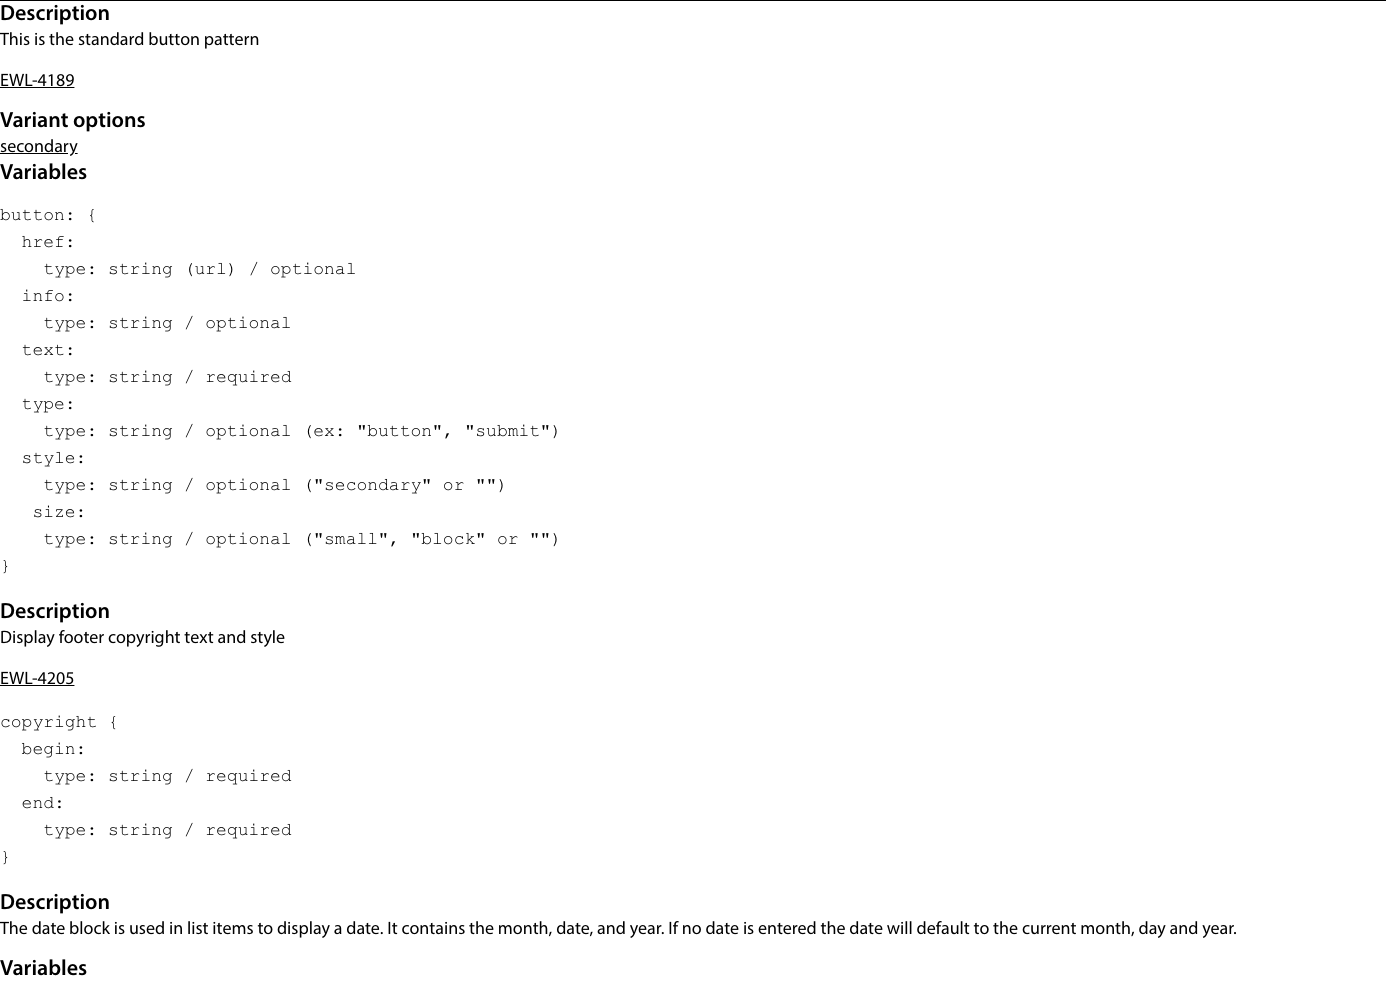 Description
This is the standard button pattern
EWL-4189
Variant options
secondary
Variables
button: {
  href:
    type: string (url) / optional
  info:
    type: string / optional
  text:
    type: string / required
  type:
    type: string / optional (ex: "button", "submit")
  style:
    type: string / optional ("secondary" or "")
   size:
    type: string / optional ("small", "block" or "")
}
Description
Display footer copyright text and style
EWL-4205
copyright {
  begin:
    type: string / required
  end:
    type: string / required
}
Description
The date block is used in list items to display a date. It contains the month, date, and year. If no date is entered the date will default to the current month, day and year.
Variables